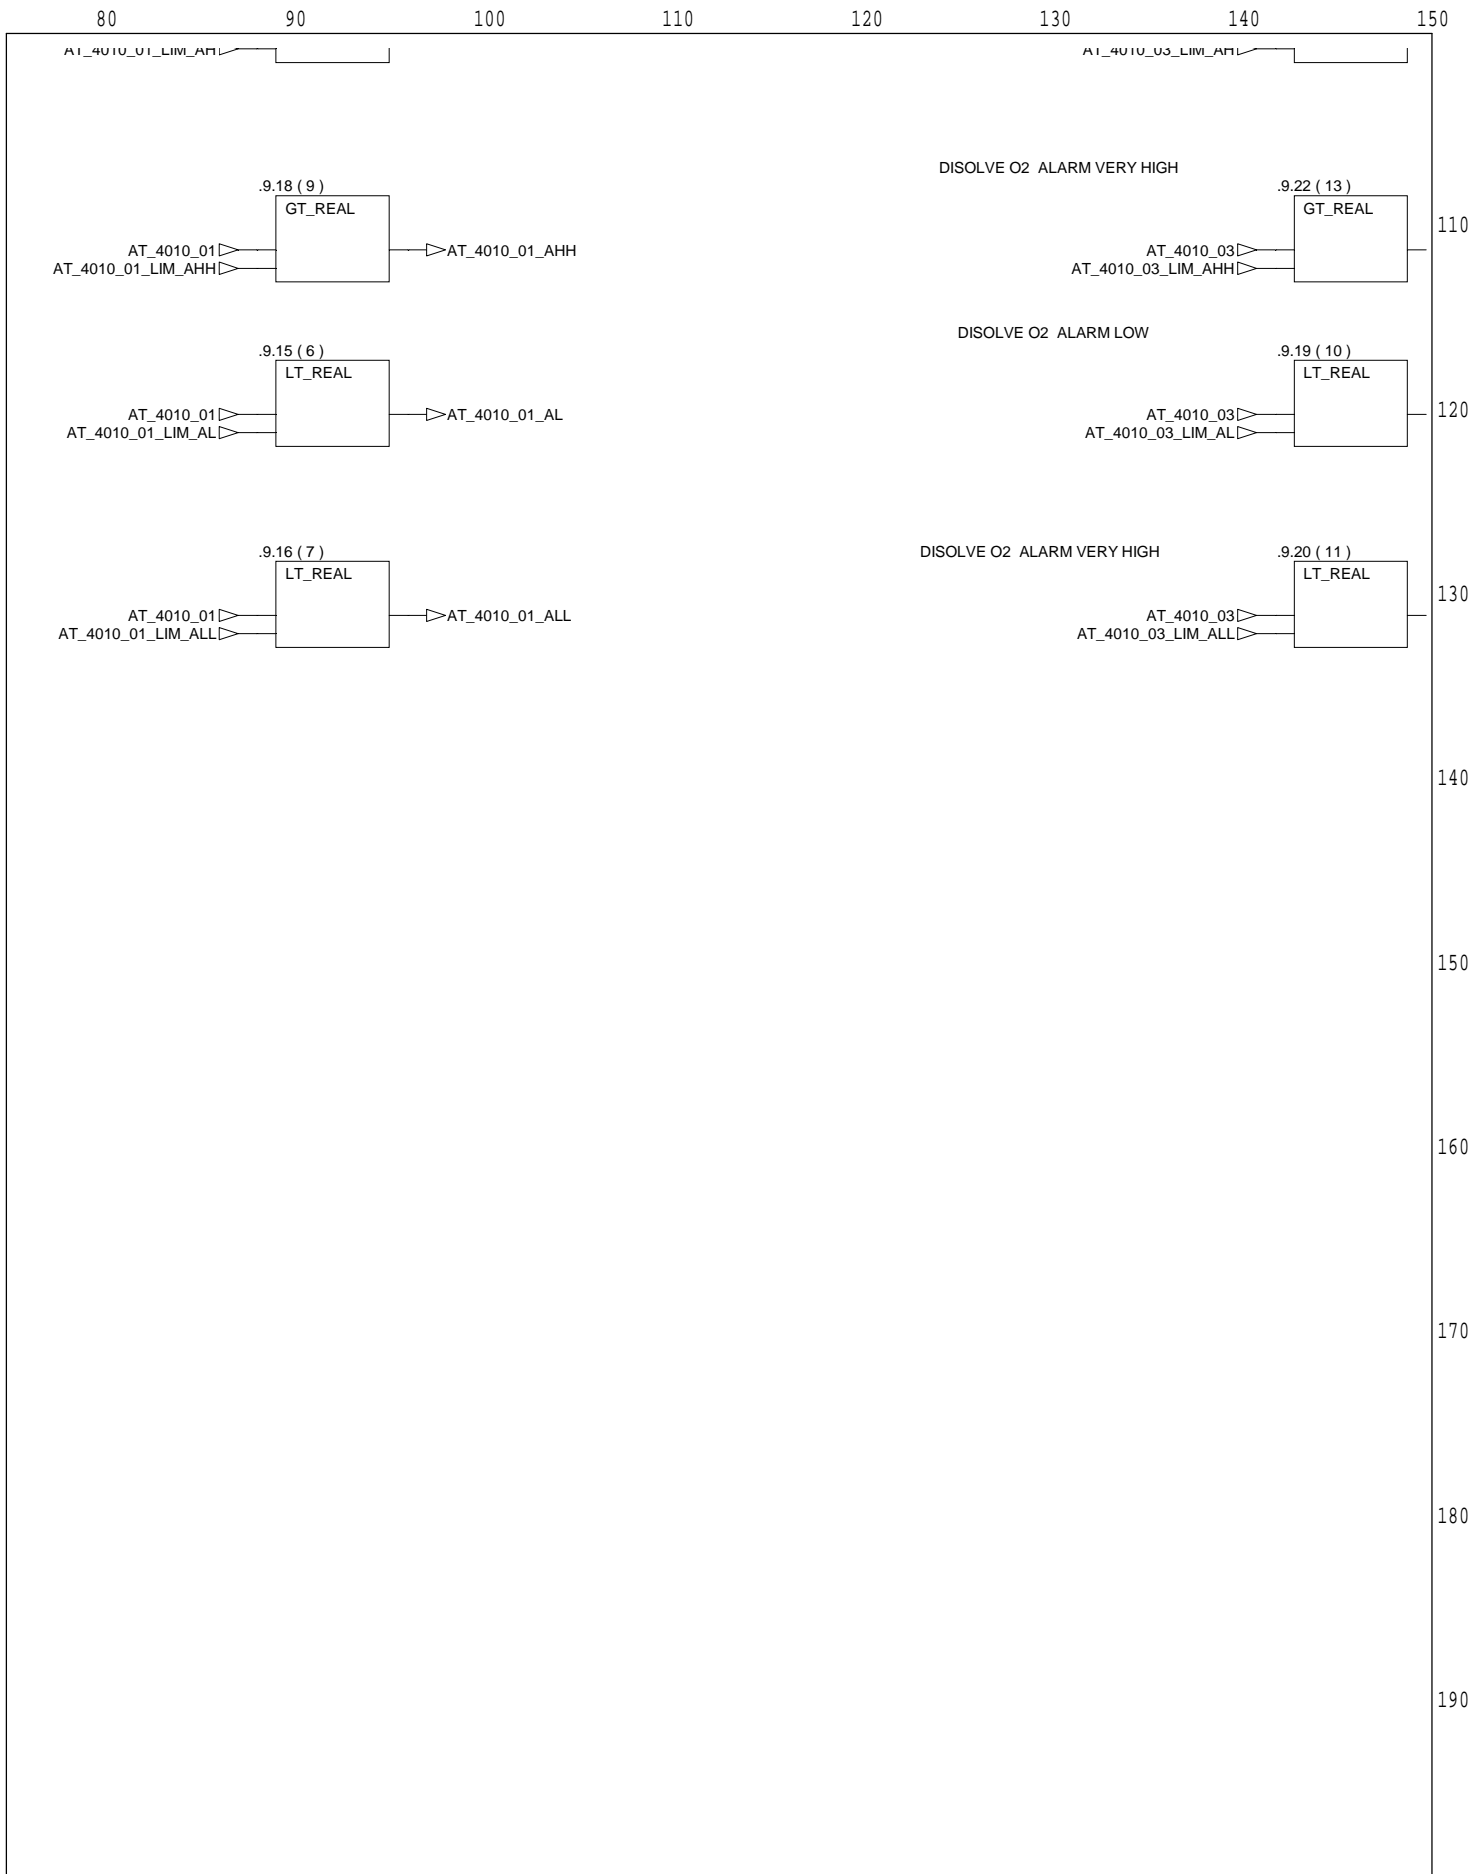 80 90 100 110 120 130 140 150
AT_4010_01_LIM_AH AT_4010_03_LIM_AH
DISOLVE O2 ALARM VERY HIGH
.9.18 ( 9 ) .9.22 ( 13 )
GT_REAL GT_REAL
110
AT_4010_01 AT_4010_01_AHH AT_4010_03
AT_4010_01_LIM_AHH AT_4010_03_LIM_AHH
DISOLVE O2 ALARM LOW
.9.15 ( 6 ) .9.19 ( 10 )
LT_REAL LT_REAL
120
AT_4010_01 AT_4010_01_AL AT_4010_03
AT_4010_01_LIM_AL AT_4010_03_LIM_AL
.9.16 ( 7 ) DISOLVE O2 ALARM VERY HIGH .9.20 ( 11 )
LT_REAL LT_REAL
130
AT_4010_01 AT_4010_01_ALL AT_4010_03
AT_4010_01_LIM_ALL AT_4010_03_LIM_ALL
140
150
160
170
180
190